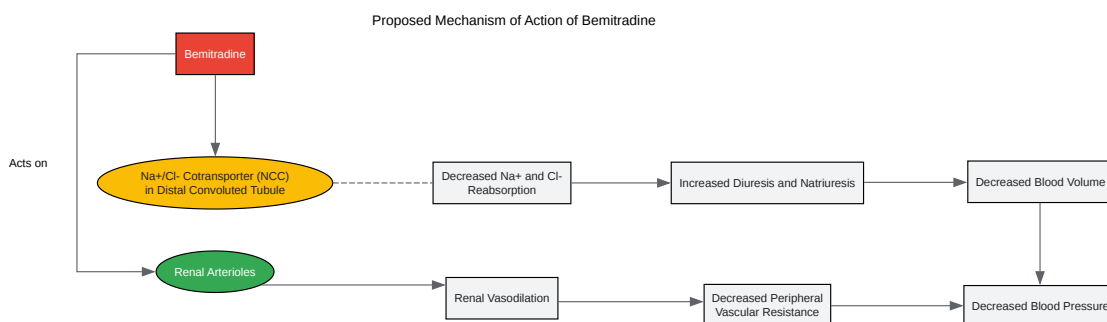 Proposed Mechanism of Action of Bemitradine
Bemitradine
Acts on
Na+/Cl- Cotransporter (NCC)
in Distal Convoluted Tubule
Decreased Na+ and Cl-
Reabsorption
Increased Diuresis and Natriuresis
Decreased Blood Volume
Renal Arterioles
Renal Vasodilation
Decreased Peripheral
Vascular Resistance
Decreased Blood Pressure